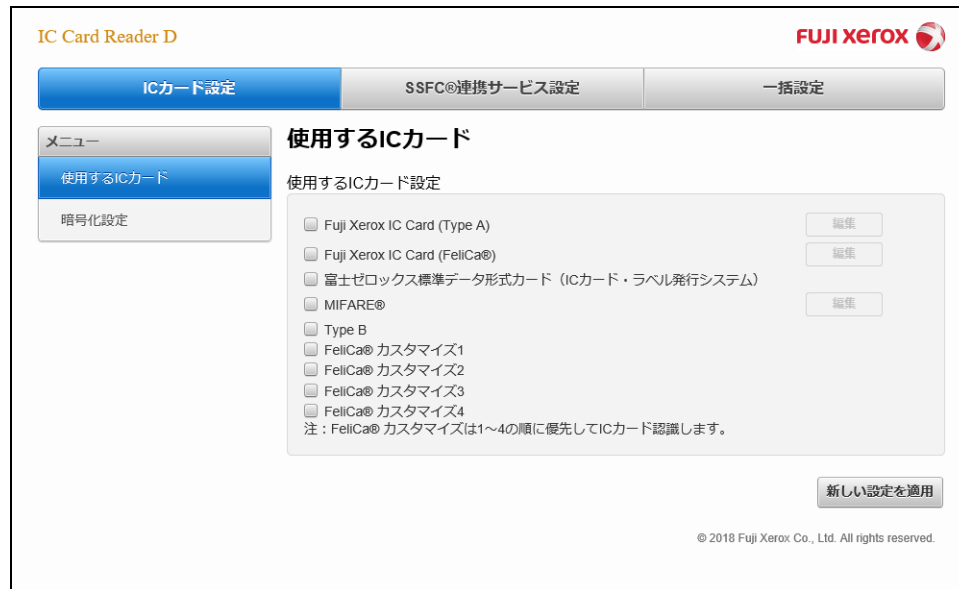 IC Card Reader D
FUJI xerox
ICカード設定
SSFC®連携サービス設定
一括設定
メニュー
使用するICカード
暗号化設定
使用するICカード
使用するICカード設定
Fuji Xerox IC Card (Type A)
編集
Fuji Xerox IC Card (FeliCa®)
編集
富士ゼロックス標準データ形式カード（ICカード・ラベル発行システム）
MIFARE®
編集
Type B
FeliCa® カスタマイズ1
FeliCa® カスタマイズ2
FeliCa® カスタマイズ3
FeliCa® カスタマイズ4
注：FeliCa® カスタマイズは1～4の順に優先してICカード認識します。
新しい設定を適用
© 2018 Fuji Xerox Co., Ltd. All rights reserved.